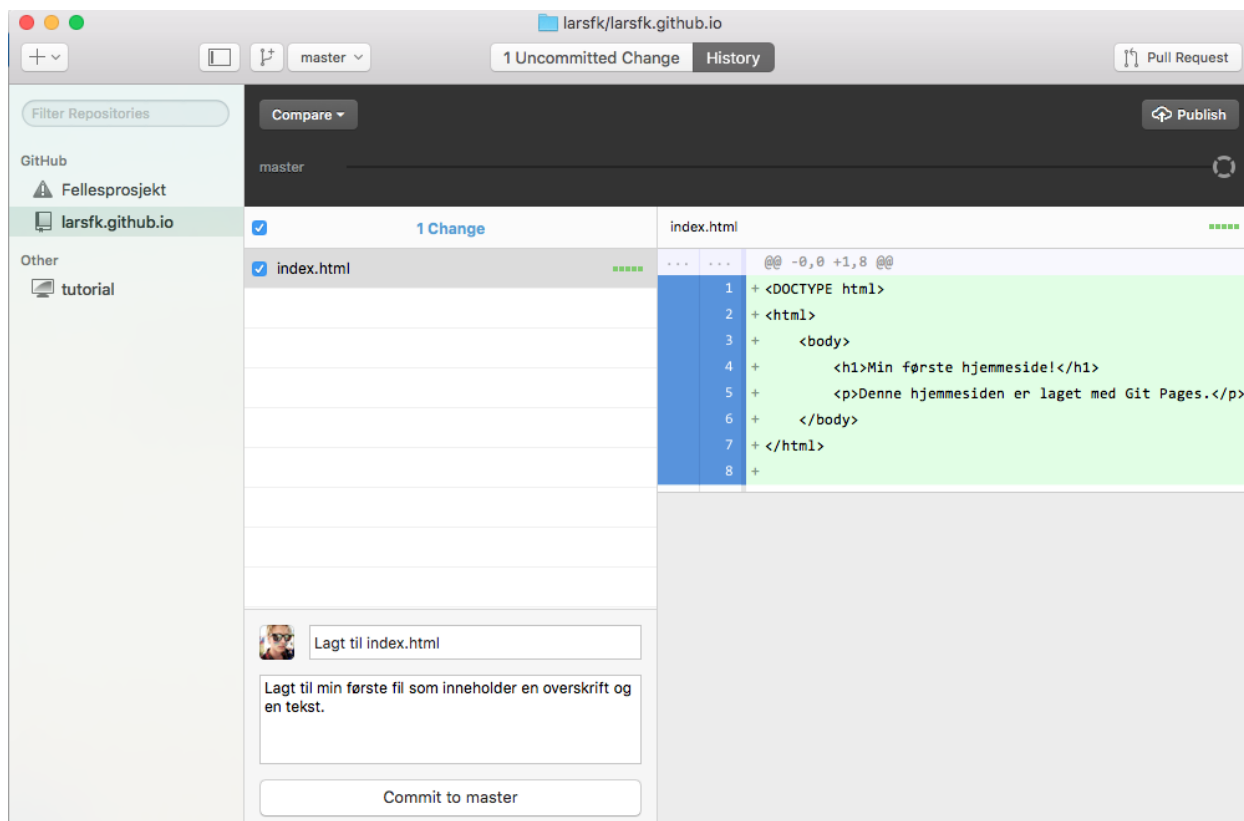 larsfk/larsfk.github.io
master
1 Uncommitted Change
History
Pull Request
Filter Repositories
GitHub
Fellesprosjekt
larsfk.github.io
Other
tutorial
Compare
Publish
master
1 Change
index.html
Lagt til index.html
Lagt til min første fil som inneholder en overskrift og
en tekst.
Commit to master
index.html
... ... @@ -0,0 +1,8 @@
1 + <DOCTYPE html>
2 + <html>
3 + <body>
4 + <h1>Min første hjemmeside!</h1>
5 + <p>Denne hjemmesiden er laget med Git Pages.</p>
6 + </body>
7 + </html>
8 +